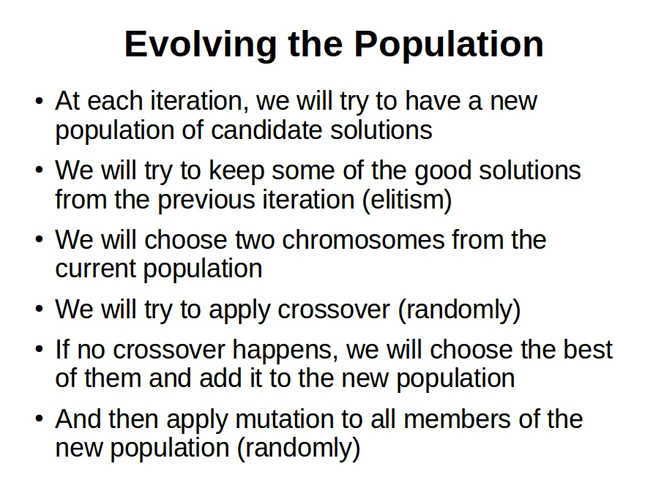 Evolving the Population
• At each iteration, we will try to have a new
population of candidate solutions
• We will try to keep some of the good solutions
from the previous iteration (elitism)
• We will choose two chromosomes from the
current population
• We will try to apply crossover (randomly)
• If no crossover happens, we will choose the best
of them and add it to the new population
• And then apply mutation to all members of the
new population (randomly)